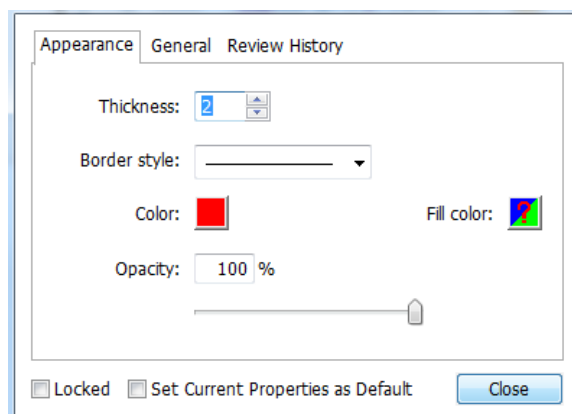 Appearance General Review History
Thickness: 2
Border style:
Color: Fill color: ?
Opacity: 100 %
Locked Set Current Properties as Default Close